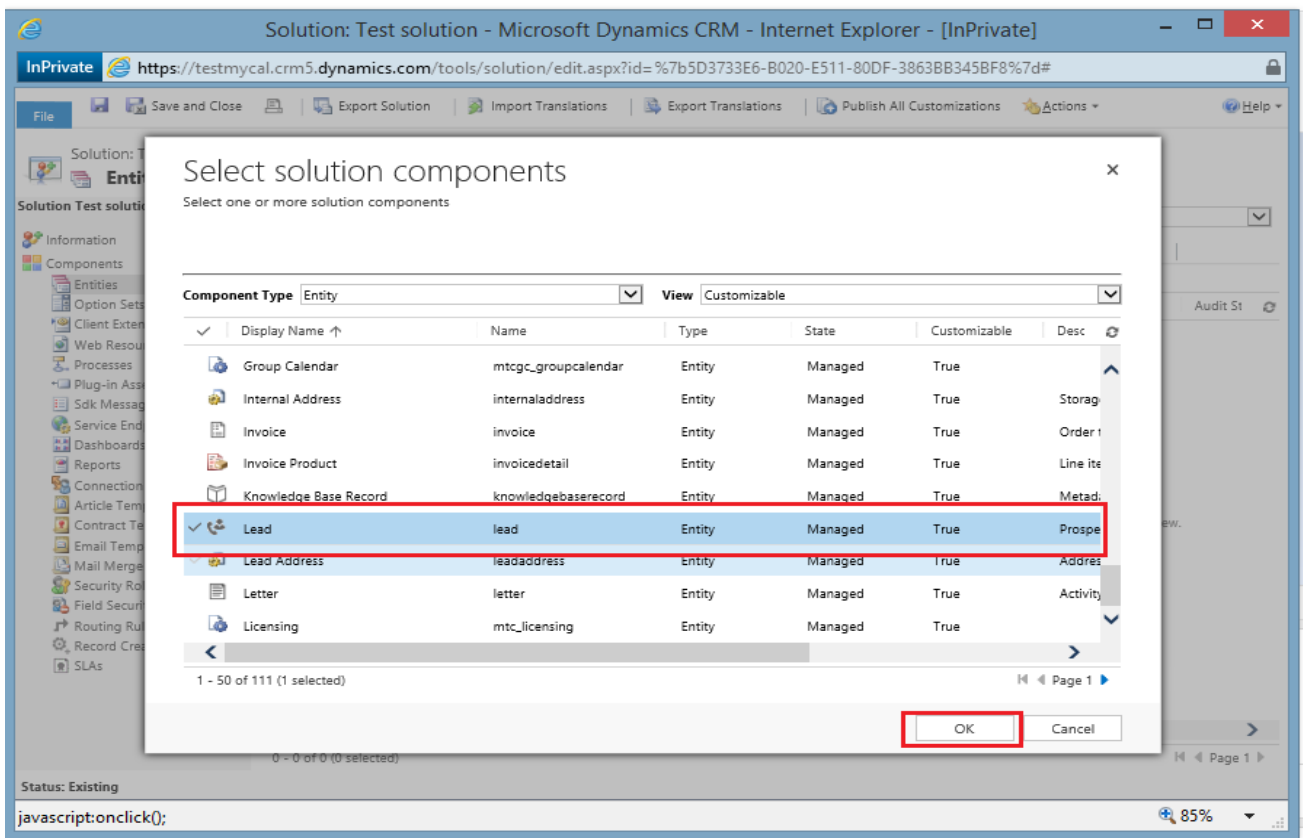 Solution: Test solution - Microsoft Dynamics CRM - Internet Explorer - [InPrivate]
InPrivate https://testmycal.crm5.dynamics.com/tools/solution/edit.aspx?id=%7b5D3733E6-B020-E511-80DF-3863BB345BF8%7d#
File Save and Close Export Solution Import Translations Export Translations Publish All Customizations Actions Help
Solution: T
Enti
Solution Test soluti
Information
Components
Entities
Option Sets
Client Exten
Web Resou
Processes
Plug-in Ass
Sdk Messag
Service End
Dashboards
Reports
Connection
Article Tem
Contract Te
Email Temp
Mail Merge
Security Rol
Field Securi
Routing Rul
Record Crea
SLAs
Audit St
Select solution components
Select one or more solution components
Component Type Entity View Customizable
Display Name Name Type State Customizable Desc
Group Calendar mtcgc_groupcalendar Entity Managed True
Internal Address internaladdress Entity Managed True Storag
Invoice invoice Entity Managed True Order t
Invoice Product invoicedetail Entity Managed True Line ite
Knowledge Base Record knowledgebaserecord Entity Managed True Metada
Lead lead Entity Managed True Prospe
Lead Address leadaddress Entity Managed True Addres
Letter letter Entity Managed True Activity
Licensing mtc_licensing Entity Managed True
1 - 50 of 111 (1 selected) Page 1
OK Cancel
ew.
0 - 0 of 0 (0 selected) Page 1
Status: Existing
javascript:onclick(); 85%